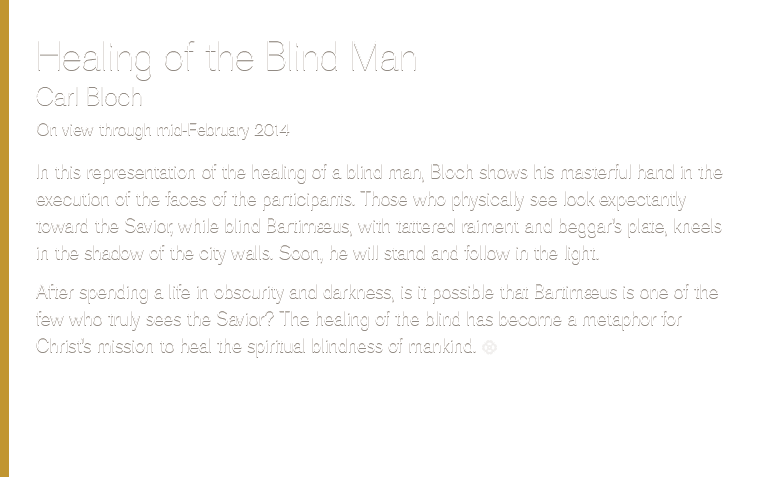 Healing of the Blind Man
Carl Bloch
On view through mid-February 2014
In this representation of the healing of a blind man, Bloch shows his masterful hand in the
execution of the faces of the participants. Those who physically see look expectantly
toward the Savior, while blind Bartimæus, with tattered raiment and beggar's plate, kneels
in the shadow of the city walls. Soon, he will stand and follow in the light.
After spending a life in obscurity and darkness, is it possible that Bartimæus is one of the
few who truly sees the Savior? The healing of the blind has become a metaphor for
Christ's mission to heal the spiritual blindness of mankind.